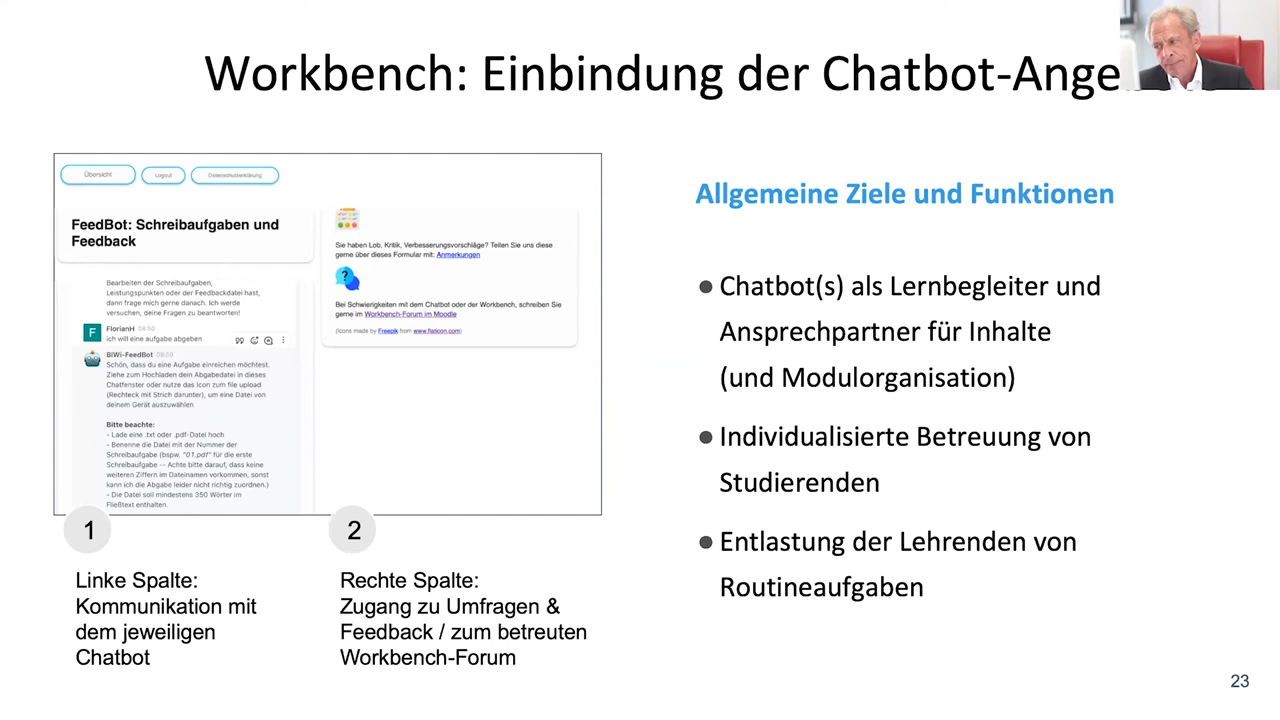 Workbench: Einbindung der Chatbot-Ange
Übersicht
Logout
Datenschutzerklärung
FeedBot: Schreibaufgaben und
Feedback
Bearbeiten der Schreibaufgaben,
Leistungspunkten oder der Feedbackdatei hast,
dann frage mich gerne danach. Ich werde
versuchen, deine Fragen zu beantworten!
F
FlorianH 08:50
ich will eine aufgabe abgeben
BiWi-FeedBot 08:50
Schön, dass du eine Aufgabe einreichen möchtest.
Ziehe zum Hochladen dein Abgabedatei in dieses
Chatfenster oder nutze das Icon zum file upload
(Rechteck mit Strich darunter), um eine Datei von
deinem Gerät auszuwählen
Bitte beachte:
- Lade eine .txt oder .pdf-Datei hoch
- Benenne die Datei mit der Nummer der
Schreibaufgabe (bspw. "01.pdf" für die erste
Schreibaufgabe -- Achte bitte darauf, dass keine
weiteren Ziffern im Dateinamen vorkommen, sonst
kann ich die Abgabe leider nicht richtig zuordnen.)
- Die Datei soll mindestens 350 Wörter im
Fließtext enthalten.
Sie haben Lob, Kritik, Verbesserungsvorschläge? Teilen Sie uns diese
gerne über dieses Formular mit: Anmerkungen
?
Bei Schwierigkeiten mit dem Chatbot oder der Workbench, schreiben Sie
gerne im Workbench-Forum im Moodle
(Icons made by Freepik from www.flaticon.com)
1
Linke Spalte:
Kommunikation mit
dem jeweiligen
Chatbot
2
Rechte Spalte:
Zugang zu Umfragen &
Feedback / zum betreuten
Workbench-Forum
Allgemeine Ziele und Funktionen
● Chatbot(s) als Lernbegleiter und
Ansprechpartner für Inhalte
(und Modulorganisation)
● Individualisierte Betreuung von
Studierenden
● Entlastung der Lehrenden von
Routineaufgaben
23